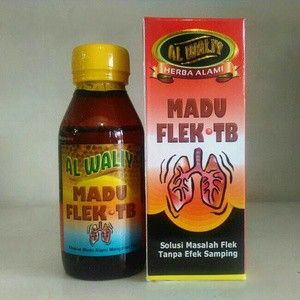 AL WALIY
MADU
FLEK•TB
AL WALIY
HERBA ALAMI
MADU
FLEK•TB
Solusi Masalah Flek
Tanpa Efek Samping